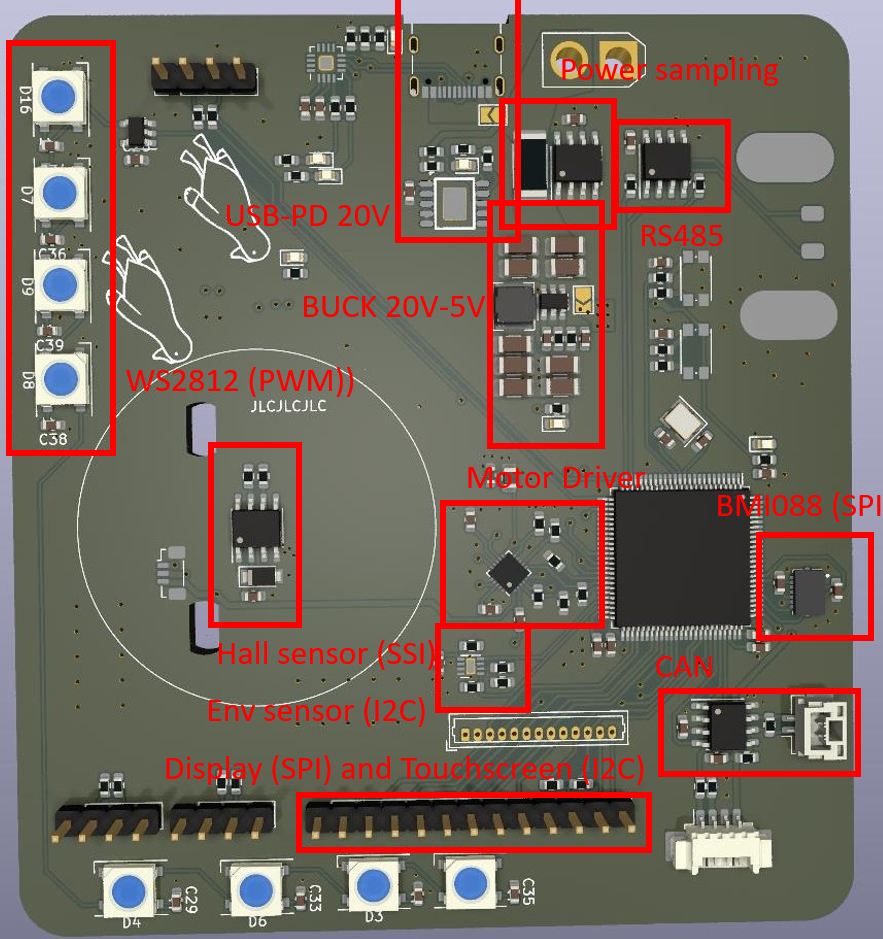 Power sampling
D16
D7
USB-PD 20V
RS485
C36
D9
BUCK 20V-5V
C39
D8
WS2812 (PWM))
JLCJLCJLC
C38
Motor Driver
BMI088 (SPI
Hall sensor (SSI)
CAN
Env sensor (I2C)
Display (SPI) and Touchscreen (I2C)
C29
C33
C35
D4
D6
D3